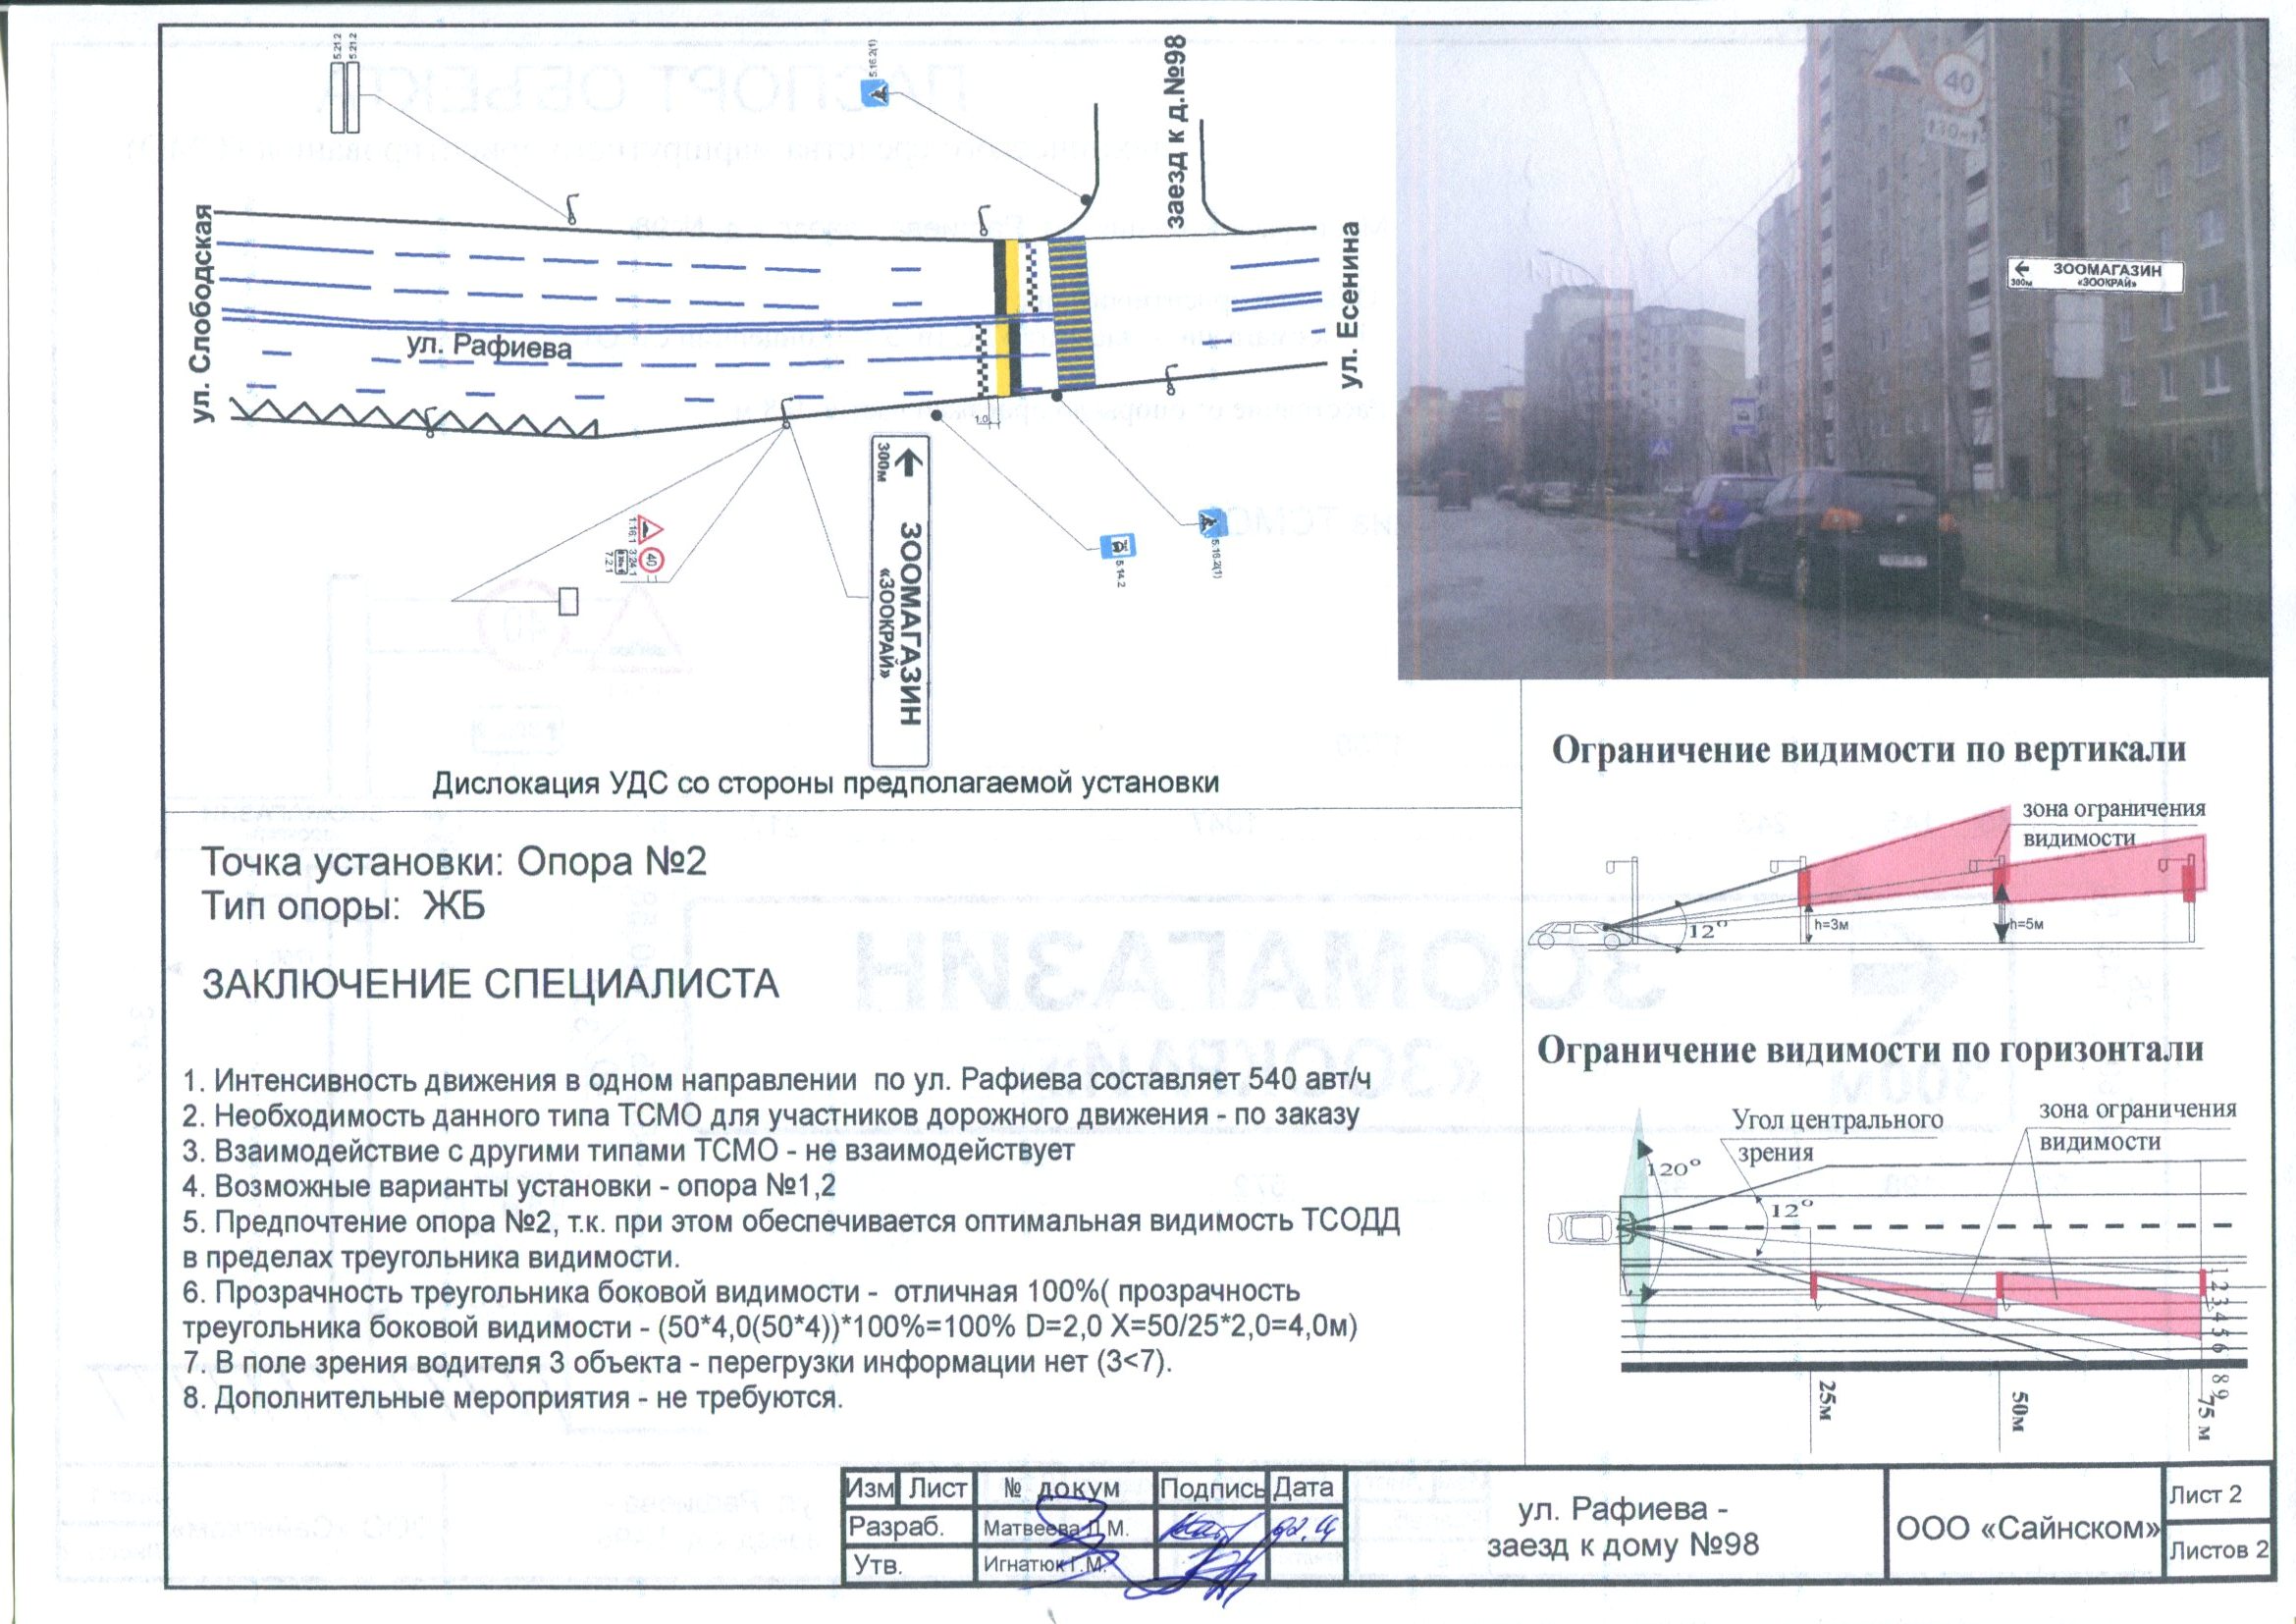 5.21.2
5.21.2
5.16.2(1)
заезд к д.№98
ул. Слободская
ул. Рафиева
ул. Есенина
1,0
1.16.1
3.24.1
7.2.1
40
300м
ЗООМАГАЗИН
«ЗООКРАЙ»
5.14.2
5.16.2(1)
Дислокация УДС со стороны предполагаемой установки
40
ЗООМАГАЗИН
300м «ЗООКРАЙ»
Точка установки: Опора №2
Тип опоры: ЖБ
ЗАКЛЮЧЕНИЕ СПЕЦИАЛИСТА
1. Интенсивность движения в одном направлении по ул. Рафиева составляет 540 авт/ч
2. Необходимость данного типа ТСМО для участников дорожного движения - по заказу
3. Взаимодействие с другими типами ТСМО - не взаимодействует
4. Возможные варианты установки - опора №1,2
5. Предпочтение опора №2, т.к. при этом обеспечивается оптимальная видимость ТСОДД
в пределах треугольника видимости.
6. Прозрачность треугольника боковой видимости - отличная 100%( прозрачность
треугольника боковой видимости - (50*4,0(50*4))*100%=100% D=2,0 X=50/25*2,0=4,0м)
7. В поле зрения водителя 3 объекта - перегрузки информации нет (3<7).
8. Дополнительные мероприятия - не требуются.
Ограничение видимости по вертикали
зона ограничения
видимости
12°
h=3м
h=5м
Ограничение видимости по горизонтали
Угол центрального
зрения
зона ограничения
видимости
120°
12°
1 2 3 4 5 6
8 9
25м
50м
75 м
Изм Лист № докум Подпись Дата
Разраб. Матвеева Л.М.
Утв. Игнатюк Г.М.
ул. Рафиева -
заезд к дому №98
ООО «Сайнском»
Лист 2
Листов 2